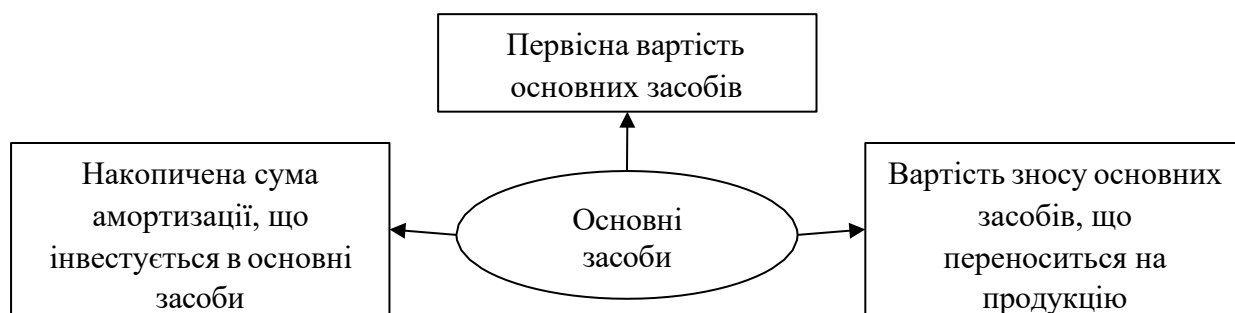 Первісна вартість
основних засобів
Накопичена сума
амортизації, що
інвестується в основні
засоби
Основні
засоби
Вартість зносу основних
засобів, що
переноситься на
продукцію